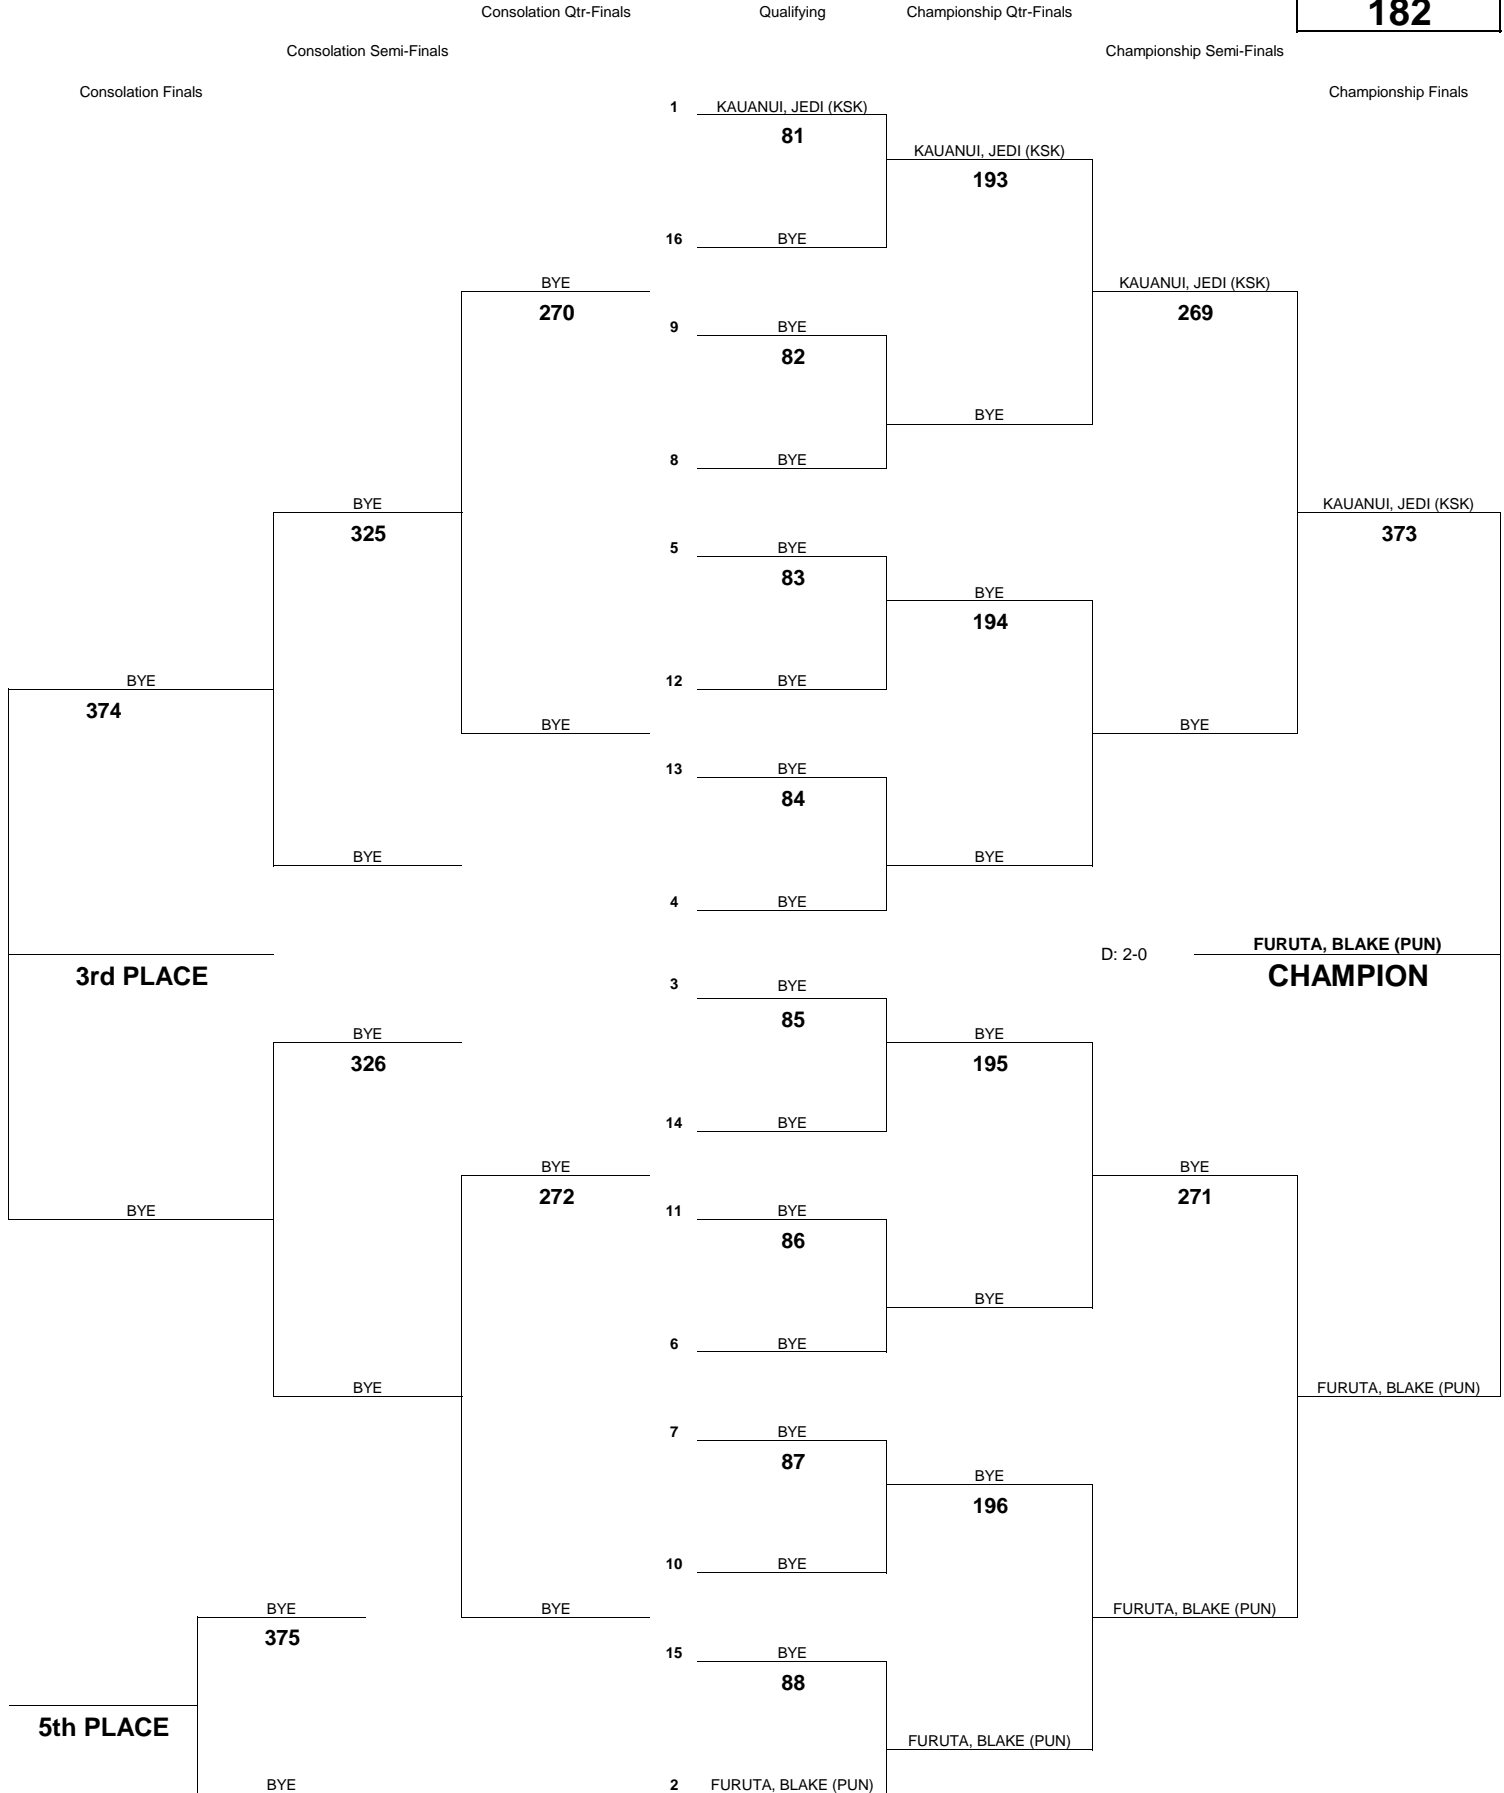 Consolation Qtr-Finals Qualifying Championship Qtr-Finals 182
Consolation Semi-Finals Championship Semi-Finals
Consolation Finals Championship Finals
1 KAUANUI, JEDI (KSK)
81
KAUANUI, JEDI (KSK)
193
16 BYE
BYE KAUANUI, JEDI (KSK)
270 269
9 BYE
82
BYE
8 BYE
BYE KAUANUI, JEDI (KSK)
325 373
5 BYE
83
BYE
194
BYE 12 BYE
374
BYE BYE
13 BYE
84
BYE BYE
4 BYE
D: 2-0 FURUTA, BLAKE (PUN)
3rd PLACE CHAMPION
3 BYE
85
BYE BYE
326 195
14 BYE
BYE BYE
272 271
BYE 11 BYE
86
BYE
6 BYE
BYE FURUTA, BLAKE (PUN)
7 BYE
87
BYE
196
10 BYE
BYE BYE FURUTA, BLAKE (PUN)
375
15 BYE
88
5th PLACE
FURUTA, BLAKE (PUN)
BYE 2 FURUTA, BLAKE (PUN)